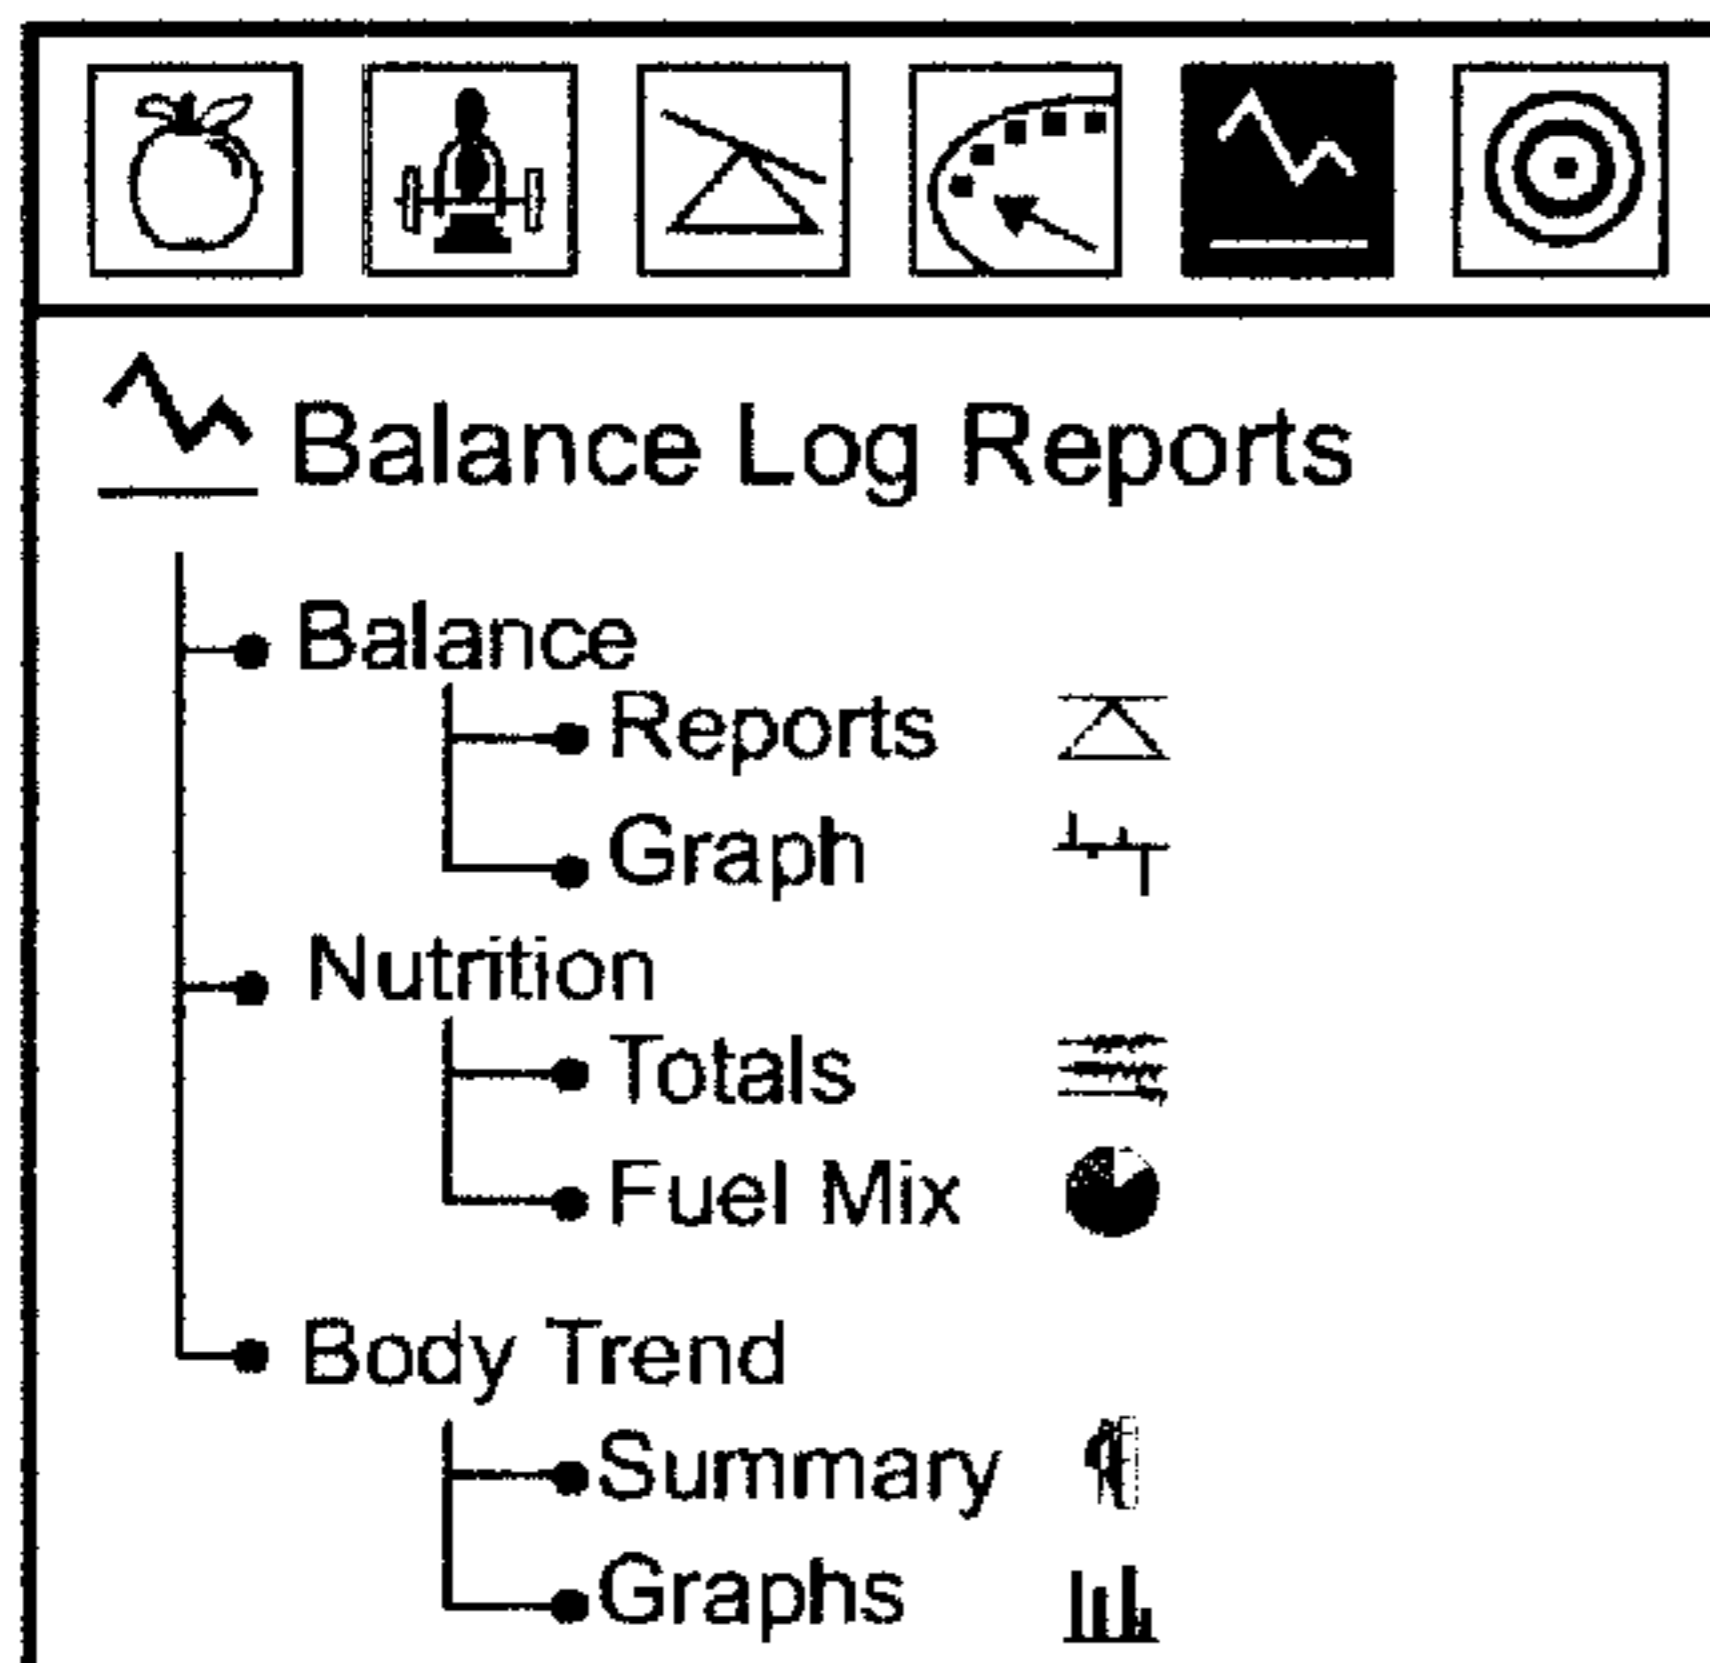 Balance Log Reports
Balance
Reports
Graph
Nutrition
Totals
Fuel Mix
Body Trend
Summary
Graphs